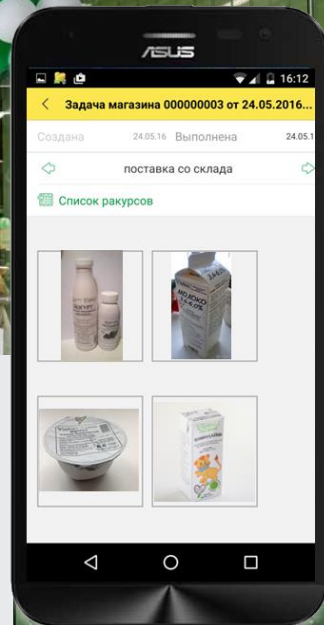 ASUS
16:12
Задача магазина 000000003 от 24.05.2016...
Создана 24.05.16 Выполнена 24.05.1
поставка со склада
Список ракурсов
МОЛОКО